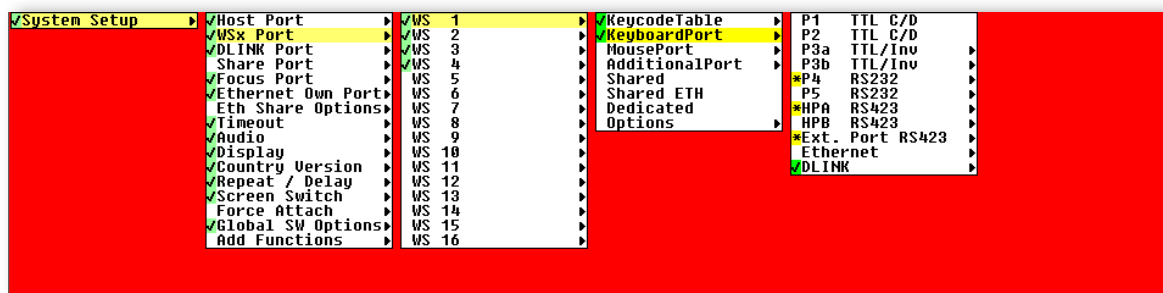 √System Setup
√Host Port
√WSx Port
√DLINK Port
Share Port
√Focus Port
√Ethernet Own Port
Eth Share Options
√Timeout
√Audio
√Display
√Country Version
√Repeat / Delay
√Screen Switch
Force Attach
√Global SW Options
Add Functions
√WS 1
√WS 2
√WS 3
√WS 4
WS 5
WS 6
WS 7
WS 8
WS 9
WS 10
WS 11
WS 12
WS 13
WS 14
WS 15
WS 16
√KeycodeTable
√KeyboardPort
MousePort
AdditionalPort
Shared
Shared ETH
Dedicated
Options
P1 TTL C/D
P2 TTL C/D
P3a TTL/Inv
P3b TTL/Inv
*P4 RS232
P5 RS232
*HPA RS423
HPB RS423
*Ext. Port RS423
Ethernet
√DLINK